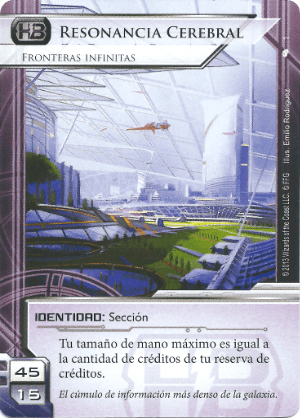 HB
RESONANCIA CEREBRAL
FRONTERAS INFINITAS
Illus. Emilio Rodríguez
© 2013 Wizards of the Coast LLC. © FFG
IDENTIDAD: Sección
Tu tamaño de mano máximo es igual a
la cantidad de créditos de tu reserva de
créditos.
45
15
El cúmulo de información más denso de la galaxia.